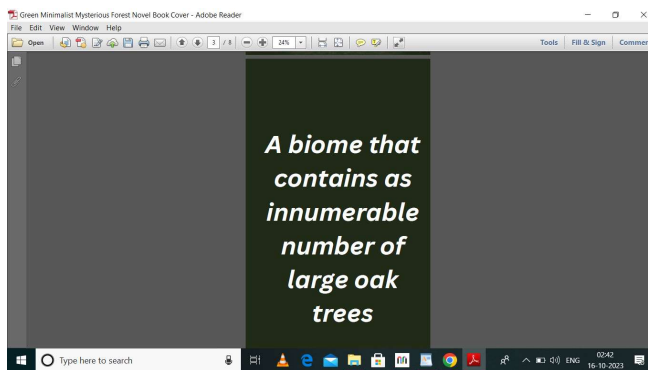 Green Minimalist Mysterious Forest Novel Book Cover - Adobe Reader
File Edit View Window Help
Open 3 / 8 24% Tools Fill & Sign Commen
A biome that
contains as
innumerable
number of
large oak
trees
Type here to search ENG 02:42
16-10-2023